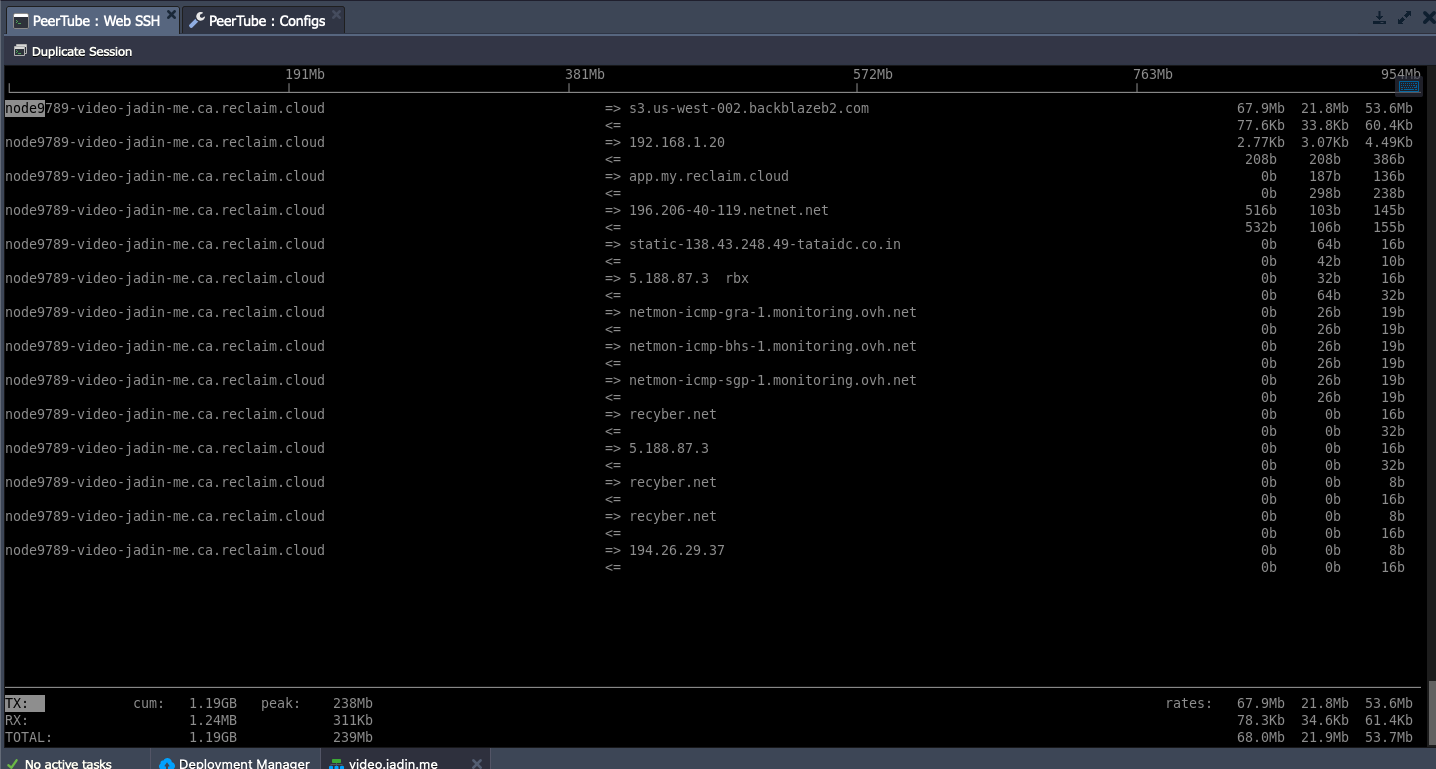 PeerTube : Web SSH PeerTube : Configs
Duplicate Session
191Mb 381Mb 572Mb 763Mb 954Mb
node9789-video-jadin-me.ca.reclaim.cloud => s3.us-west-002.backblazeb2.com 67.9Mb 21.8Mb 53.6Mb
<= 77.6Kb 33.8Kb 60.4Kb
node9789-video-jadin-me.ca.reclaim.cloud => 192.168.1.20 2.77Kb 3.07Kb 4.49Kb
<= 208b 208b 386b
node9789-video-jadin-me.ca.reclaim.cloud => app.my.reclaim.cloud 0b 187b 136b
<= 0b 298b 238b
node9789-video-jadin-me.ca.reclaim.cloud => 196.206-40-119.netnet.net 516b 103b 145b
<= 532b 106b 155b
node9789-video-jadin-me.ca.reclaim.cloud => static-138.43.248.49-tataidc.co.in 0b 64b 16b
<= 0b 42b 10b
node9789-video-jadin-me.ca.reclaim.cloud => 5.188.87.3 rbx 0b 32b 16b
<= 0b 64b 32b
node9789-video-jadin-me.ca.reclaim.cloud => netmon-icmp-gra-1.monitoring.ovh.net 0b 26b 19b
<= 0b 26b 19b
node9789-video-jadin-me.ca.reclaim.cloud => netmon-icmp-bhs-1.monitoring.ovh.net 0b 26b 19b
<= 0b 26b 19b
node9789-video-jadin-me.ca.reclaim.cloud => netmon-icmp-sgp-1.monitoring.ovh.net 0b 26b 19b
<= 0b 26b 19b
node9789-video-jadin-me.ca.reclaim.cloud => recyber.net 0b 0b 16b
<= 0b 0b 32b
node9789-video-jadin-me.ca.reclaim.cloud => 5.188.87.3 0b 0b 16b
<= 0b 0b 32b
node9789-video-jadin-me.ca.reclaim.cloud => recyber.net 0b 0b 8b
<= 0b 0b 16b
node9789-video-jadin-me.ca.reclaim.cloud => recyber.net 0b 0b 8b
<= 0b 0b 16b
node9789-video-jadin-me.ca.reclaim.cloud => 194.26.29.37 0b 0b 8b
<= 0b 0b 16b
TX: cum: 1.19GB peak: 238Mb rates: 67.9Mb 21.8Mb 53.6Mb
RX: 1.24MB 311Kb 78.3Kb 34.6Kb 61.4Kb
TOTAL: 1.19GB 239Mb 68.0Mb 21.9Mb 53.7Mb
No active tasks Deployment Manager video.jadin.me